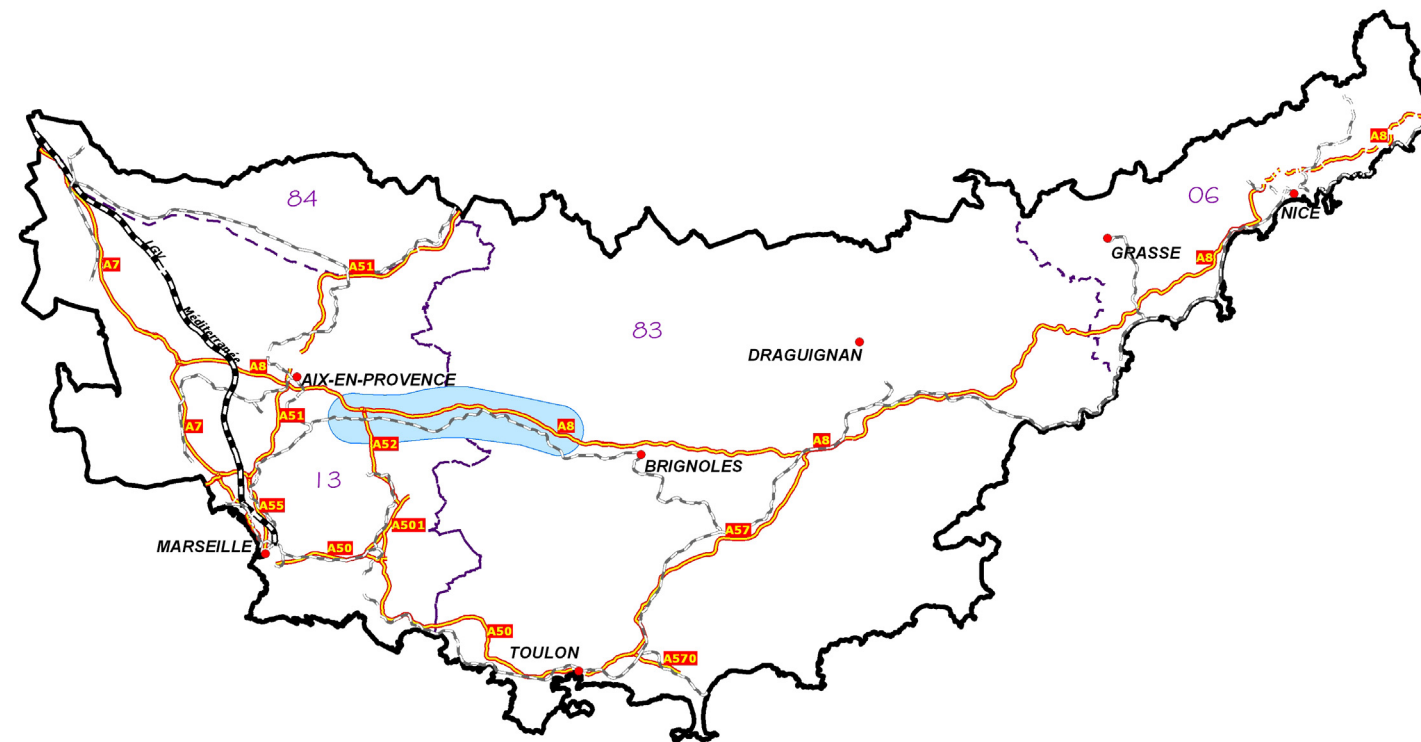 A8
84
06
NICE
GRASSE
LGV
A7
A51
A8
Méditerranée
83
DRAGUIGNAN
A8
AIX-EN-PROVENCE
A51
A7
A8
A8
A52
BRIGNOLES
13
A55
A501
A57
MARSEILLE
A50
A50
TOULON
A570